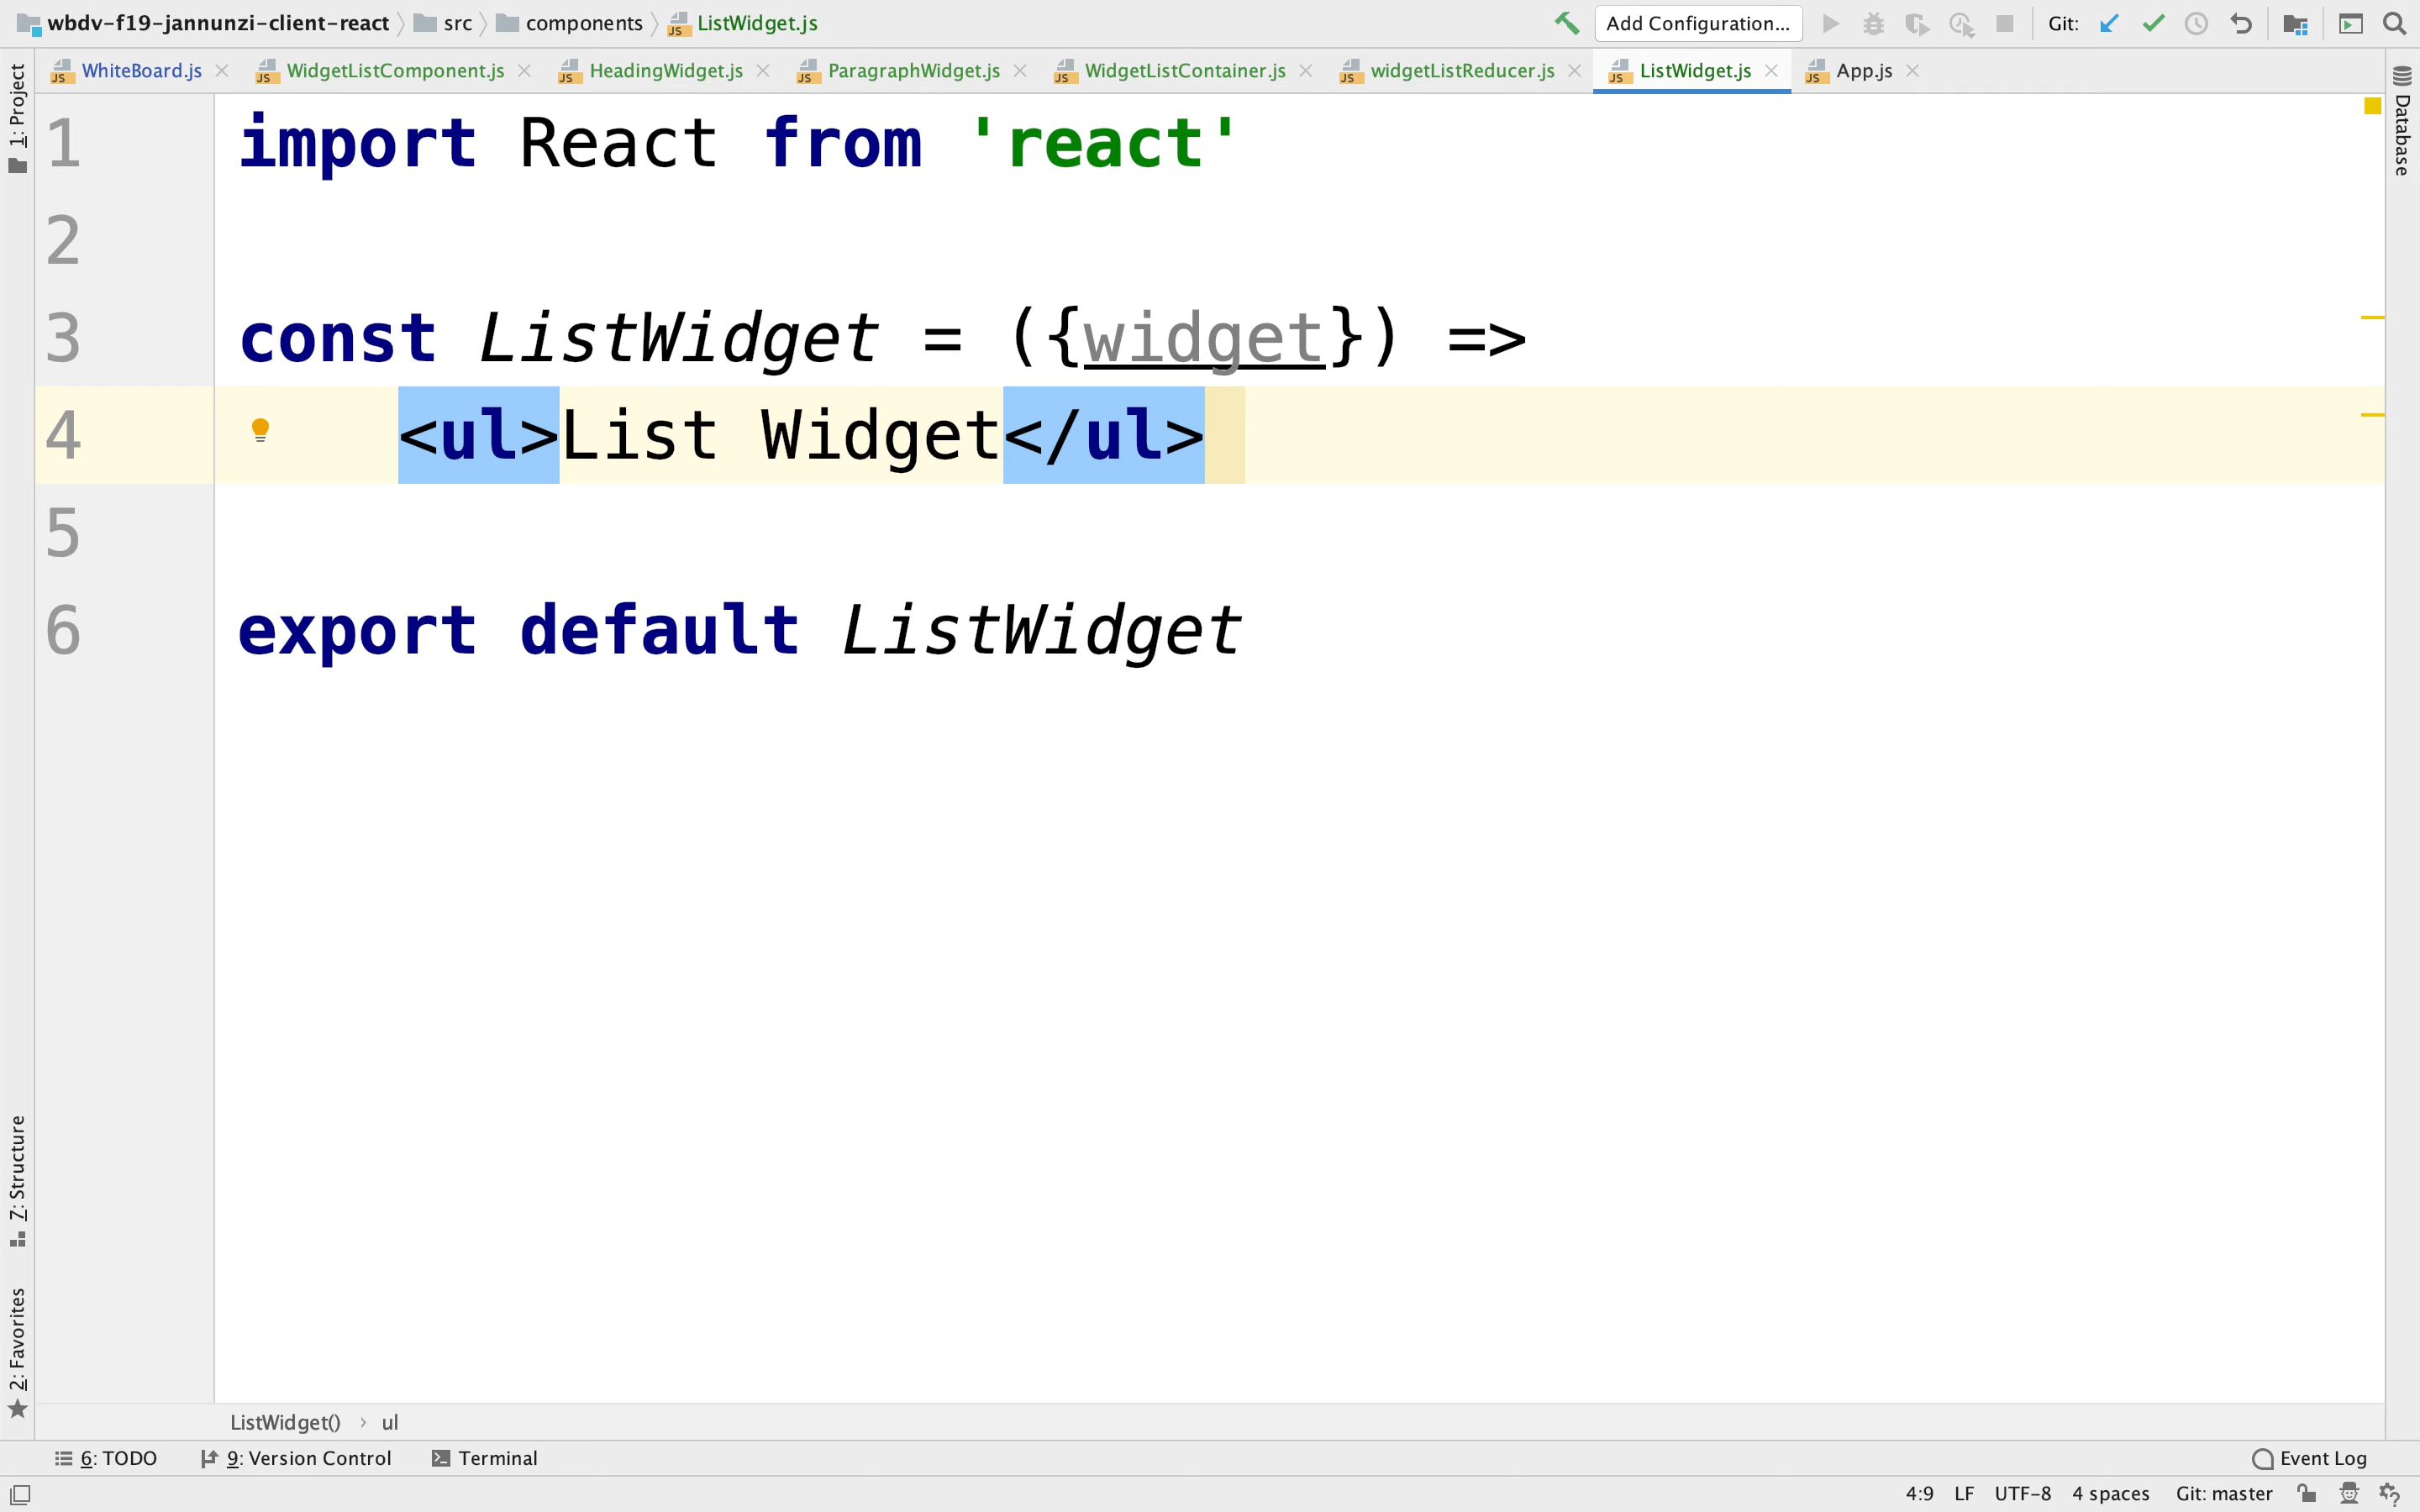 wbdv-f19-jannunzi-client-react src components ListWidget.js Add Configuration... Git:
WhiteBoard.js WidgetListComponent.js HeadingWidget.js ParagraphWidget.js WidgetListContainer.js widgetListReducer.js ListWidget.js App.js
1: Project
Database
1 import React from 'react'
2
3 const ListWidget = ({widget}) =>
4 <ul>List Widget</ul>
5
6 export default ListWidget
7: Structure
2: Favorites
ListWidget() › ul
6: TODO 9: Version Control Terminal Event Log
4:9 LF UTF-8 4 spaces Git: master